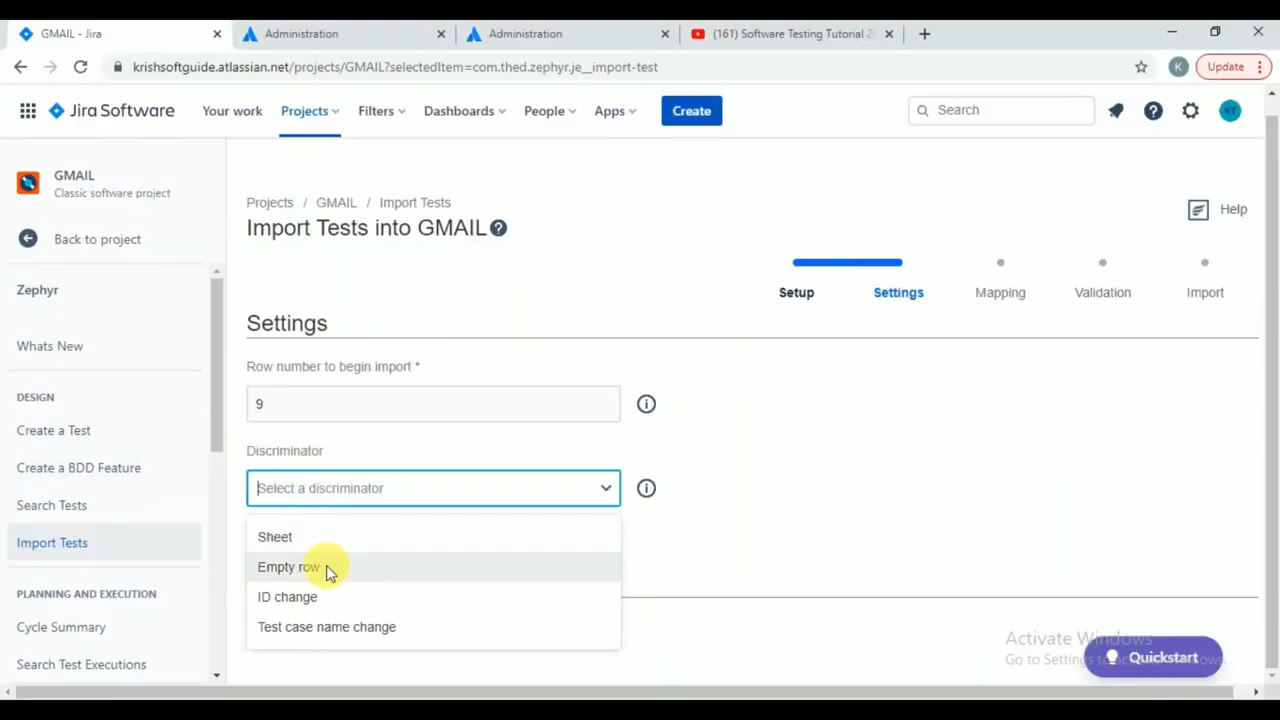 GMAIL - Jira
Administration
Administration
(161) Software Testing Tutorial 2
krishsoftguide.atlassian.net/projects/GMAIL?selectedItem=com.thed.zephyr.je__import-test
K
Update
Jira Software
Your work
Projects
Filters
Dashboards
People
Apps
Create
Search
KT
GMAIL
Classic software project
Back to project
Zephyr
Whats New
DESIGN
Create a Test
Create a BDD Feature
Search Tests
Import Tests
PLANNING AND EXECUTION
Cycle Summary
Search Test Executions
Projects / GMAIL / Import Tests
Import Tests into GMAIL
Help
Setup
Settings
Mapping
Validation
Import
Settings
Row number to begin import *
9
Discriminator
Select a discriminator
Sheet
Empty row
ID change
Test case name change
Activate Windows
Go to Settings to
Quickstart